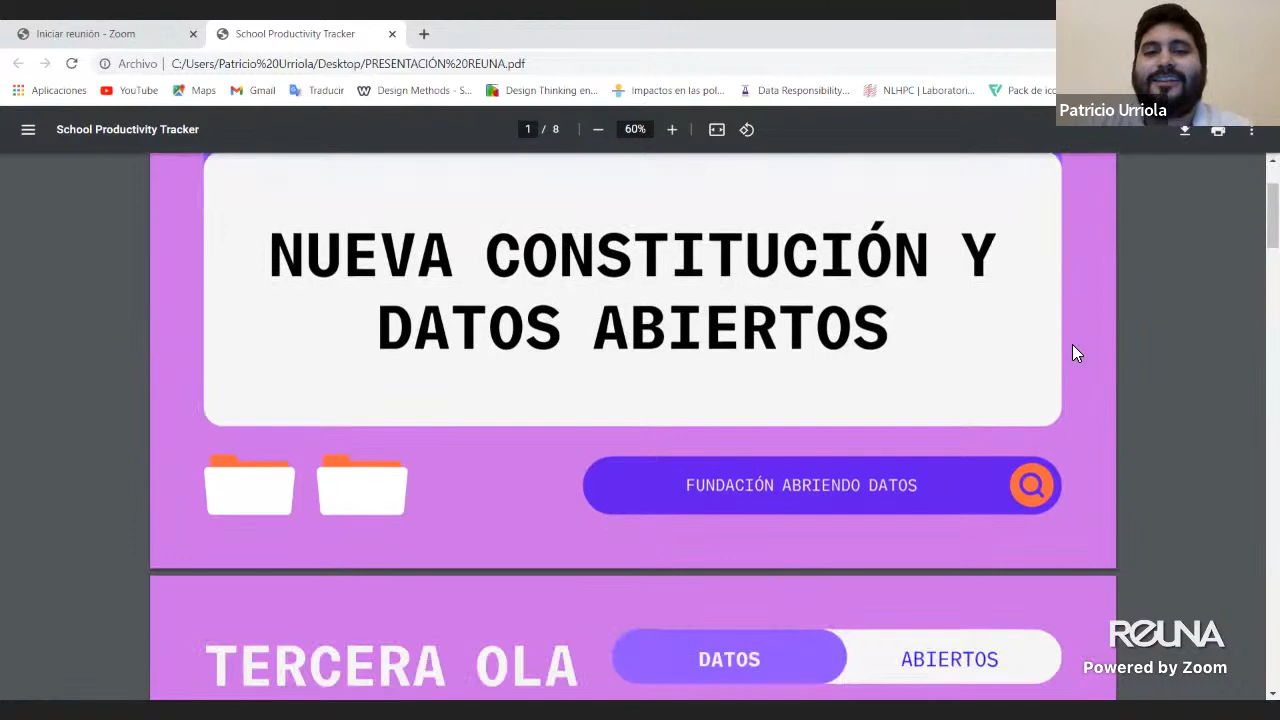 Iniciar reunión - Zoom
School Productivity Tracker
Archivo
C:/Users/Patricio%20Urriola/Desktop/PRESENTACIÓN%20REUNA.pdf
Aplicaciones
YouTube
Maps
Gmail
Traducir
Design Methods -...
Design Thinking en...
Impactos en las pol...
Data Responsibility...
NLHPC | Laboratori...
Pack de ico
Patricio Urriola
School Productivity Tracker
1 / 8
60%
NUEVA CONSTITUCIÓN Y
DATOS ABIERTOS
FUNDACIÓN ABRIENDO DATOS
TERCERA OLA
DATOS
ABIERTOS
REUNA
Powered by Zoom